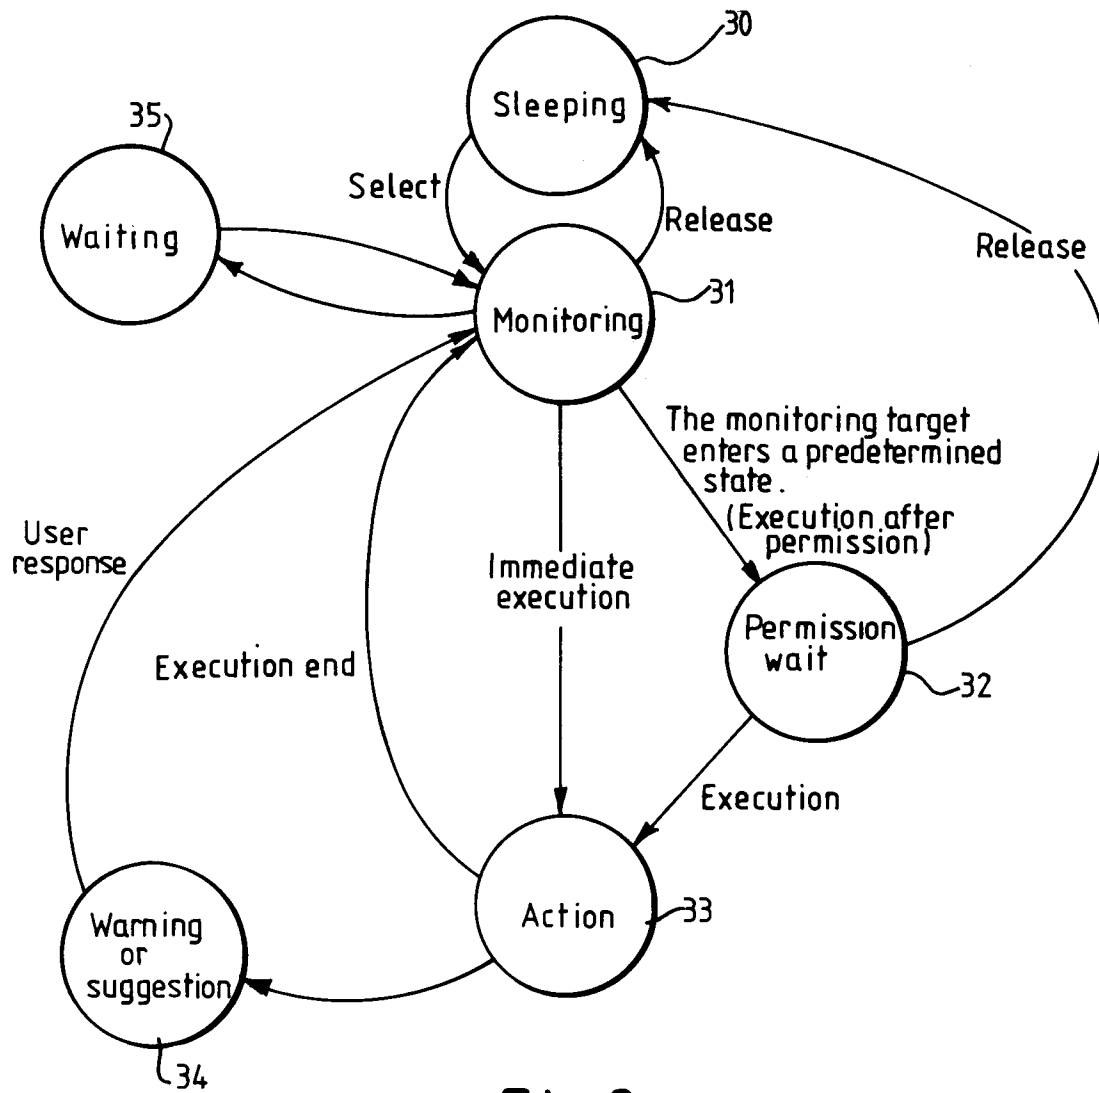 30
Sleeping
35
Select
Waiting
Release
Release
31
Monitoring
The monitoring target
enters a predetermined
state.
(Execution after
permission)
User
response
Immediate
execution
Permission
wait
Execution end
32
Execution
Action
33
Warning
or
suggestion
34